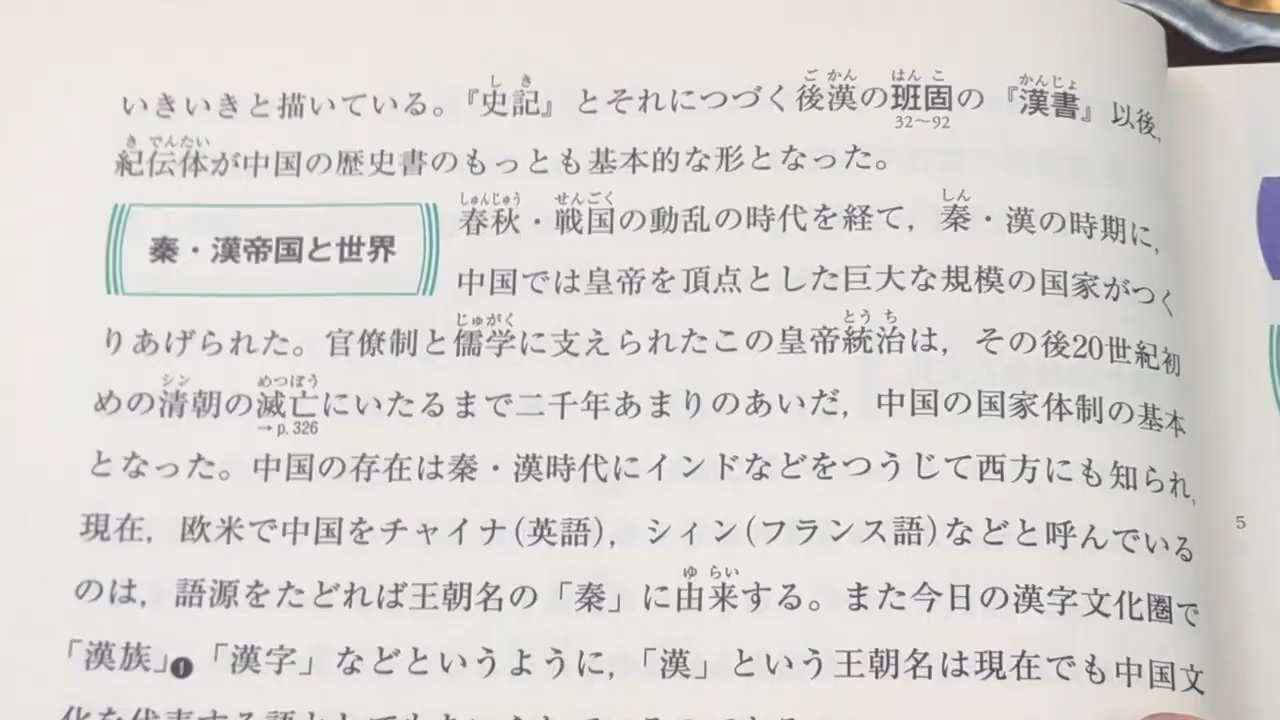 いきいきと描いている。『史記』とそれにつづく後漢の班固の『漢書』以後,
32〜92
紀伝体が中国の歴史書のもっとも基本的な形となった。
秦・漢帝国と世界
春秋・戦国の動乱の時代を経て，秦・漢の時期に,
中国では皇帝を頂点とした巨大な規模の国家がつく
りあげられた。官僚制と儒学に支えられたこの皇帝統治は，その後20世紀初
めの清朝の滅亡にいたるまで二千年あまりのあいだ，中国の国家体制の基本
→p.326
となった。中国の存在は秦・漢時代にインドなどをつうじて西方にも知られ,
現在，欧米で中国をチャイナ(英語)，シィン(フランス語)などと呼んでいる
のは，語源をたどれば王朝名の「秦」に由来する。また今日の漢字文化圏で
「漢族」❶「漢字」などというように，「漢」という王朝名は現在でも中国文
5